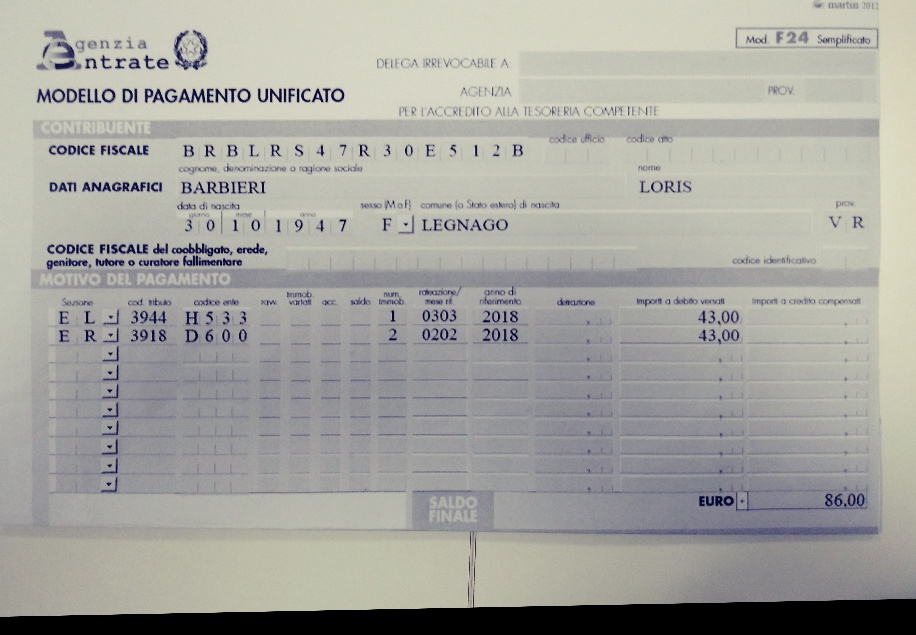 martin 2011
Agenzia
Entrate
Mod. F24 Semplificato
DELEGA IRREVOCABILE A:
MODELLO DI PAGAMENTO UNIFICATO
AGENZIA PROV.
PER L'ACCREDITO ALLA TESORERIA COMPETENTE
CONTRIBUENTE
codice ufficio codice atto
CODICE FISCALE B R B L R S 4 7 R 3 0 E 5 1 2 B
cognome, denominazione o ragione sociale nome
DATI ANAGRAFICI BARBIERI LORIS
data di nascita sesso (M o F) comune (o Stato estero) di nascita prov.
giorno mese anno
3 0 1 0 1 9 4 7 F LEGNAGO V R
CODICE FISCALE del coobbligato, erede,
genitore, tutore o curatore fallimentare codice identificativo
MOTIVO DEL PAGAMENTO
Sezione cod. tributo codice ente ravv. immob. variati acc. saldo num. immob. rateazione/ mese rif. anno di riferimento detrazione importi a debito versati importi a credito compensati
E L 3944 H 5 3 3 1 0303 2018 43,00
E R 3918 D 6 0 0 2 0202 2018 43,00
SALDO
FINALE
EURO 86,00